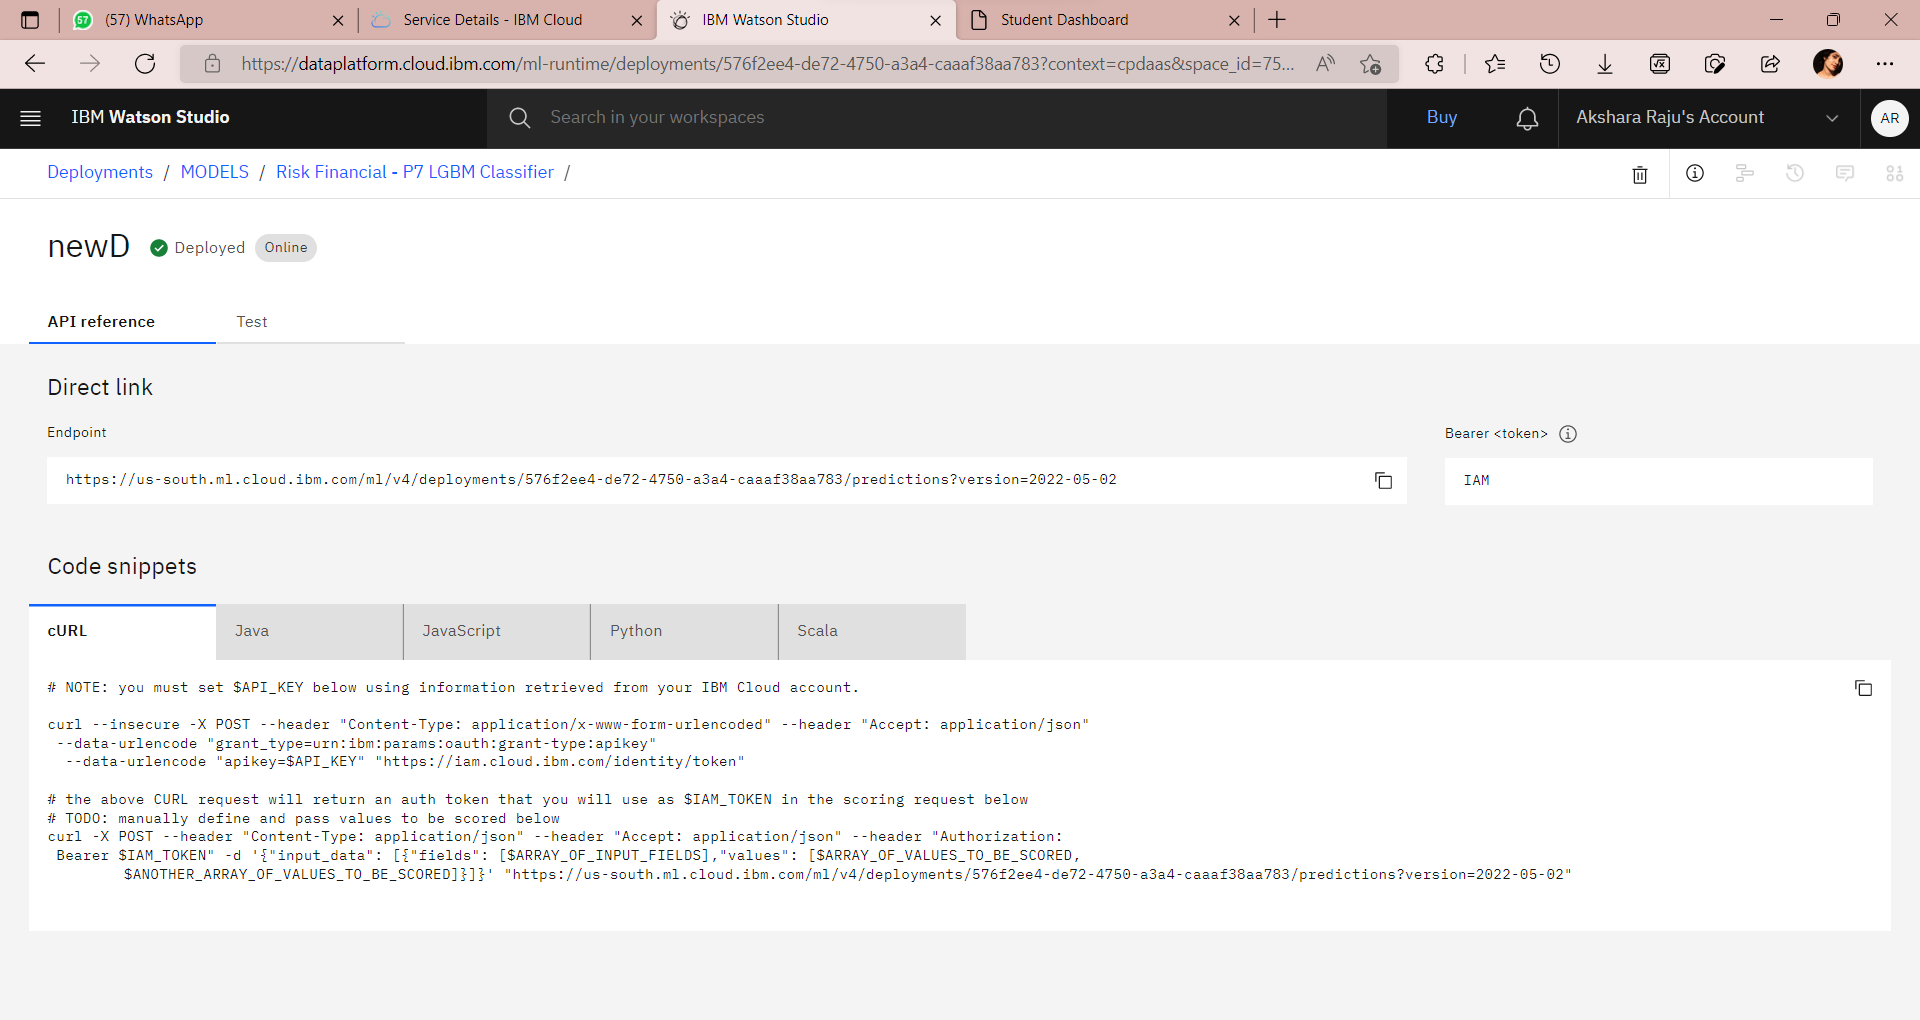 57 (57) WhatsApp
Service Details - IBM Cloud
IBM Watson Studio
Student Dashboard
https://dataplatform.cloud.ibm.com/ml-runtime/deployments/576f2ee4-de72-4750-a3a4-caaaf38aa783?context=cpdaas&space_id=75...
IBM Watson Studio
Search in your workspaces
Buy
Akshara Raju's Account
AR
Deployments / MODELS / Risk Financial - P7 LGBM Classifier /
newD Deployed Online
API reference Test
Direct link
Endpoint
Bearer <token>
https://us-south.ml.cloud.ibm.com/ml/v4/deployments/576f2ee4-de72-4750-a3a4-caaaf38aa783/predictions?version=2022-05-02
IAM
Code snippets
cURL Java JavaScript Python Scala
# NOTE: you must set $API_KEY below using information retrieved from your IBM Cloud account.
curl --insecure -X POST --header "Content-Type: application/x-www-form-urlencoded" --header "Accept: application/json"
--data-urlencode "grant_type=urn:ibm:params:oauth:grant-type:apikey"
--data-urlencode "apikey=$API_KEY" "https://iam.cloud.ibm.com/identity/token"
# the above CURL request will return an auth token that you will use as $IAM_TOKEN in the scoring request below
# TODO: manually define and pass values to be scored below
curl -X POST --header "Content-Type: application/json" --header "Accept: application/json" --header "Authorization:
Bearer $IAM_TOKEN" -d '{"input_data": [{"fields": [$ARRAY_OF_INPUT_FIELDS],"values": [$ARRAY_OF_VALUES_TO_BE_SCORED,
$ANOTHER_ARRAY_OF_VALUES_TO_BE_SCORED]}]}' "https://us-south.ml.cloud.ibm.com/ml/v4/deployments/576f2ee4-de72-4750-a3a4-caaaf38aa783/predictions?version=2022-05-02"